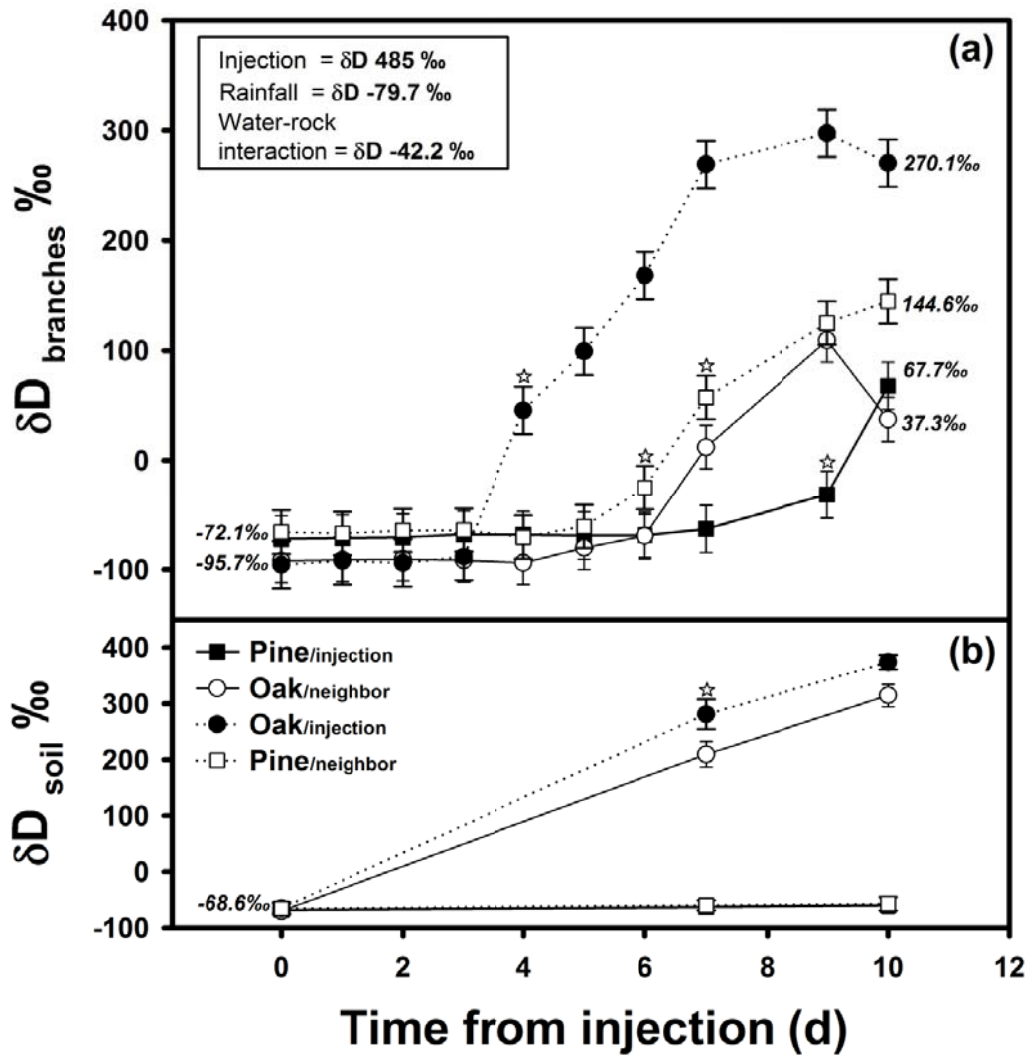 400
300
200
100
0
-100
δD branches ‰
(a)
Injection = δD 485 ‰
Rainfall = δD -79.7 ‰
Water-rock
interaction = δD -42.2 ‰
270.1‰
144.6‰
67.7‰
37.3‰
-72.1‰
-95.7‰
400
300
200
100
0
-100
δD soil ‰
(b)
Pine/injection
Oak/neighbor
Oak/injection
Pine/neighbor
-68.6‰
0 2 4 6 8 10 12
Time from injection (d)